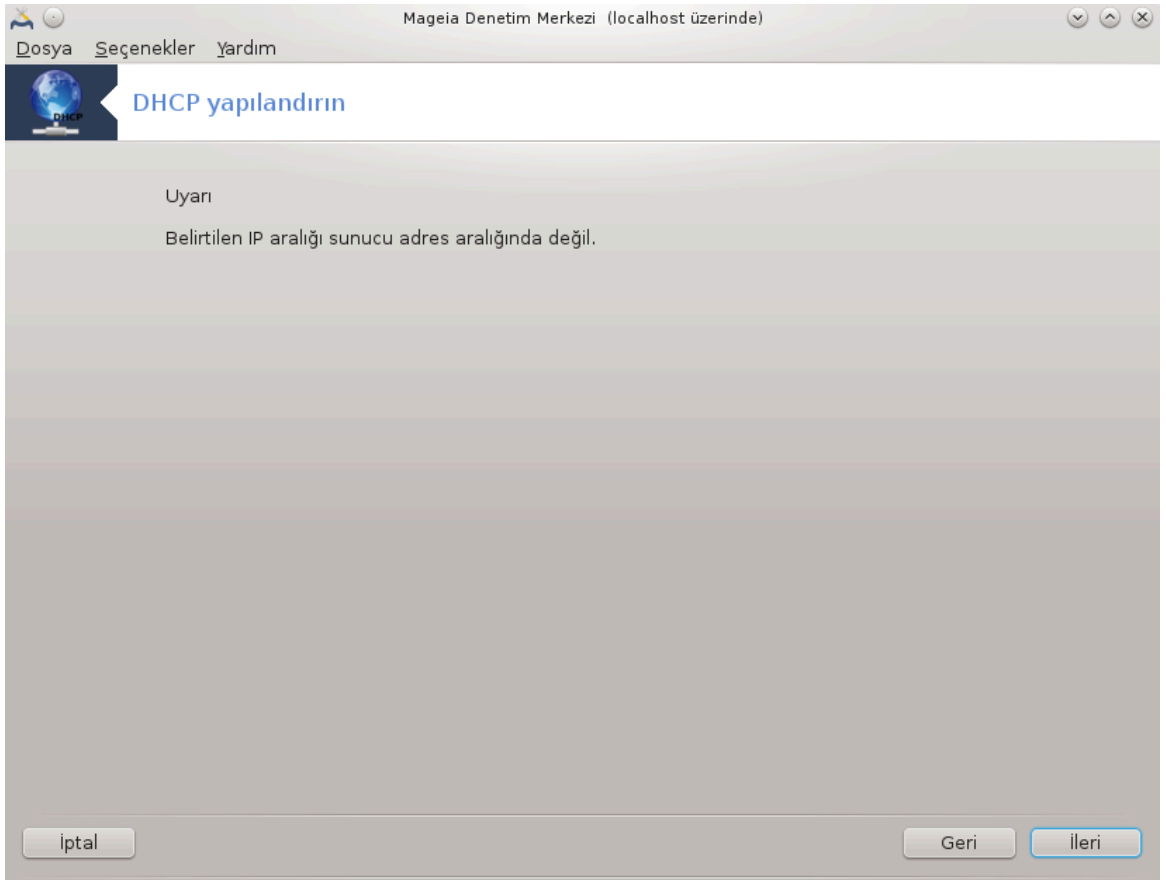 Mageia Denetim Merkezi (localhost üzerinde)
Dosya Seçenekler Yardım
DHCP
DHCP yapılandırın
Uyarı
Belirtilen IP aralığı sunucu adres aralığında değil.
İptal Geri İleri